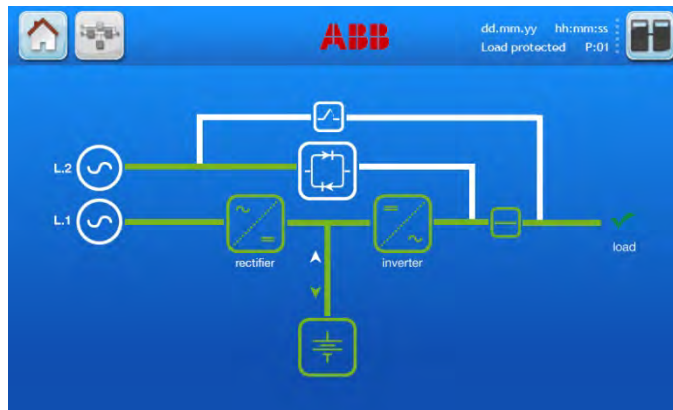 ABB
dd.mm.yy hh:mm:ss
Load protected P:01
L.2
L.1
rectifier
inverter
load